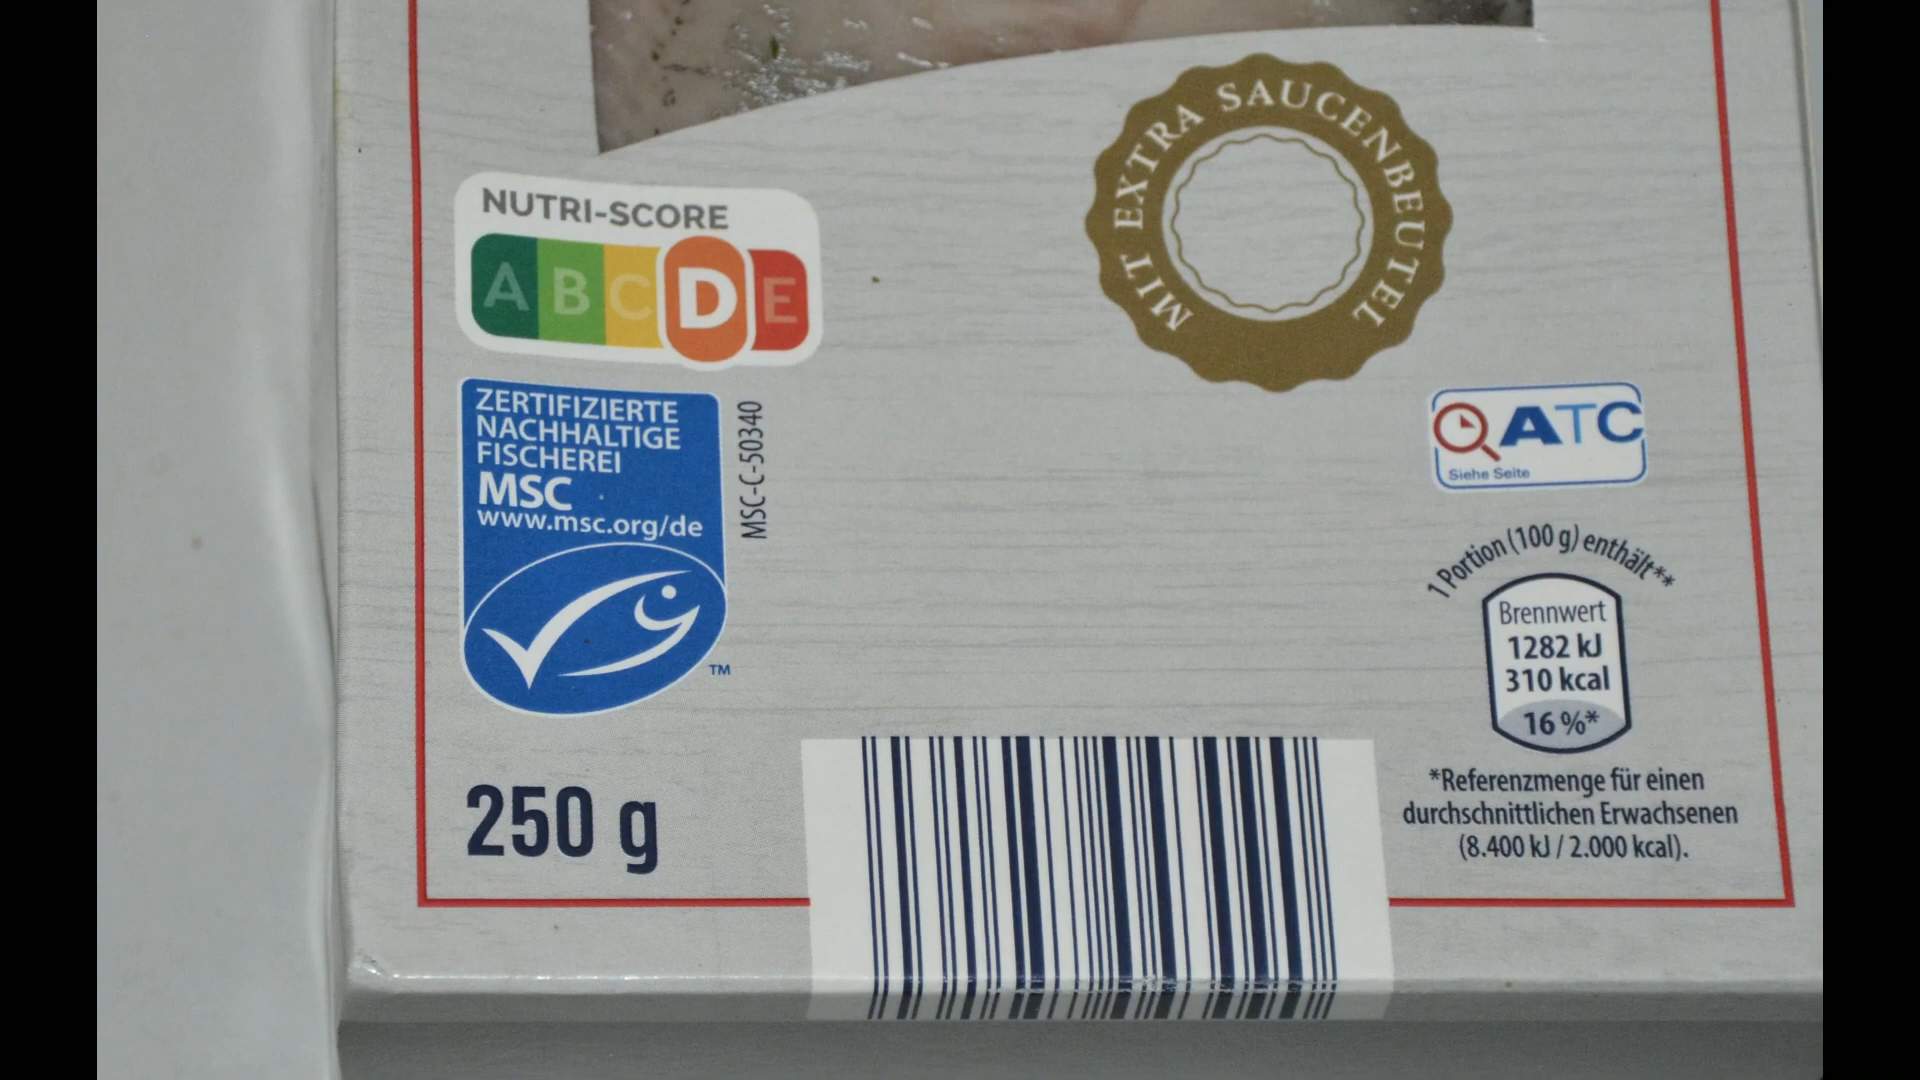 MIT EXTRA SAUCENBEUTEL
NUTRI-SCORE
A B C D E
ZERTIFIZIERTE
NACHHALTIGE
FISCHEREI
MSC
www.msc.org/de
TM
MSC-C-50340
ATC
Siehe Seite
1 Portion (100 g) enthält**
Brennwert
1282 kJ
310 kcal
16 %*
*Referenzmenge für einen
durchschnittlichen Erwachsenen
(8.400 kJ / 2.000 kcal).
250 g